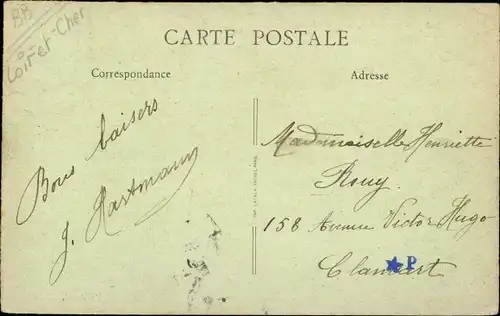 BB
Loir-et-Cher
CARTE POSTALE
Correspondance
Adresse
Bons baisers
J. Hartmann
Mademoiselle Henriette
Rouy
158 Avenue Victor Hugo
Clamart
P